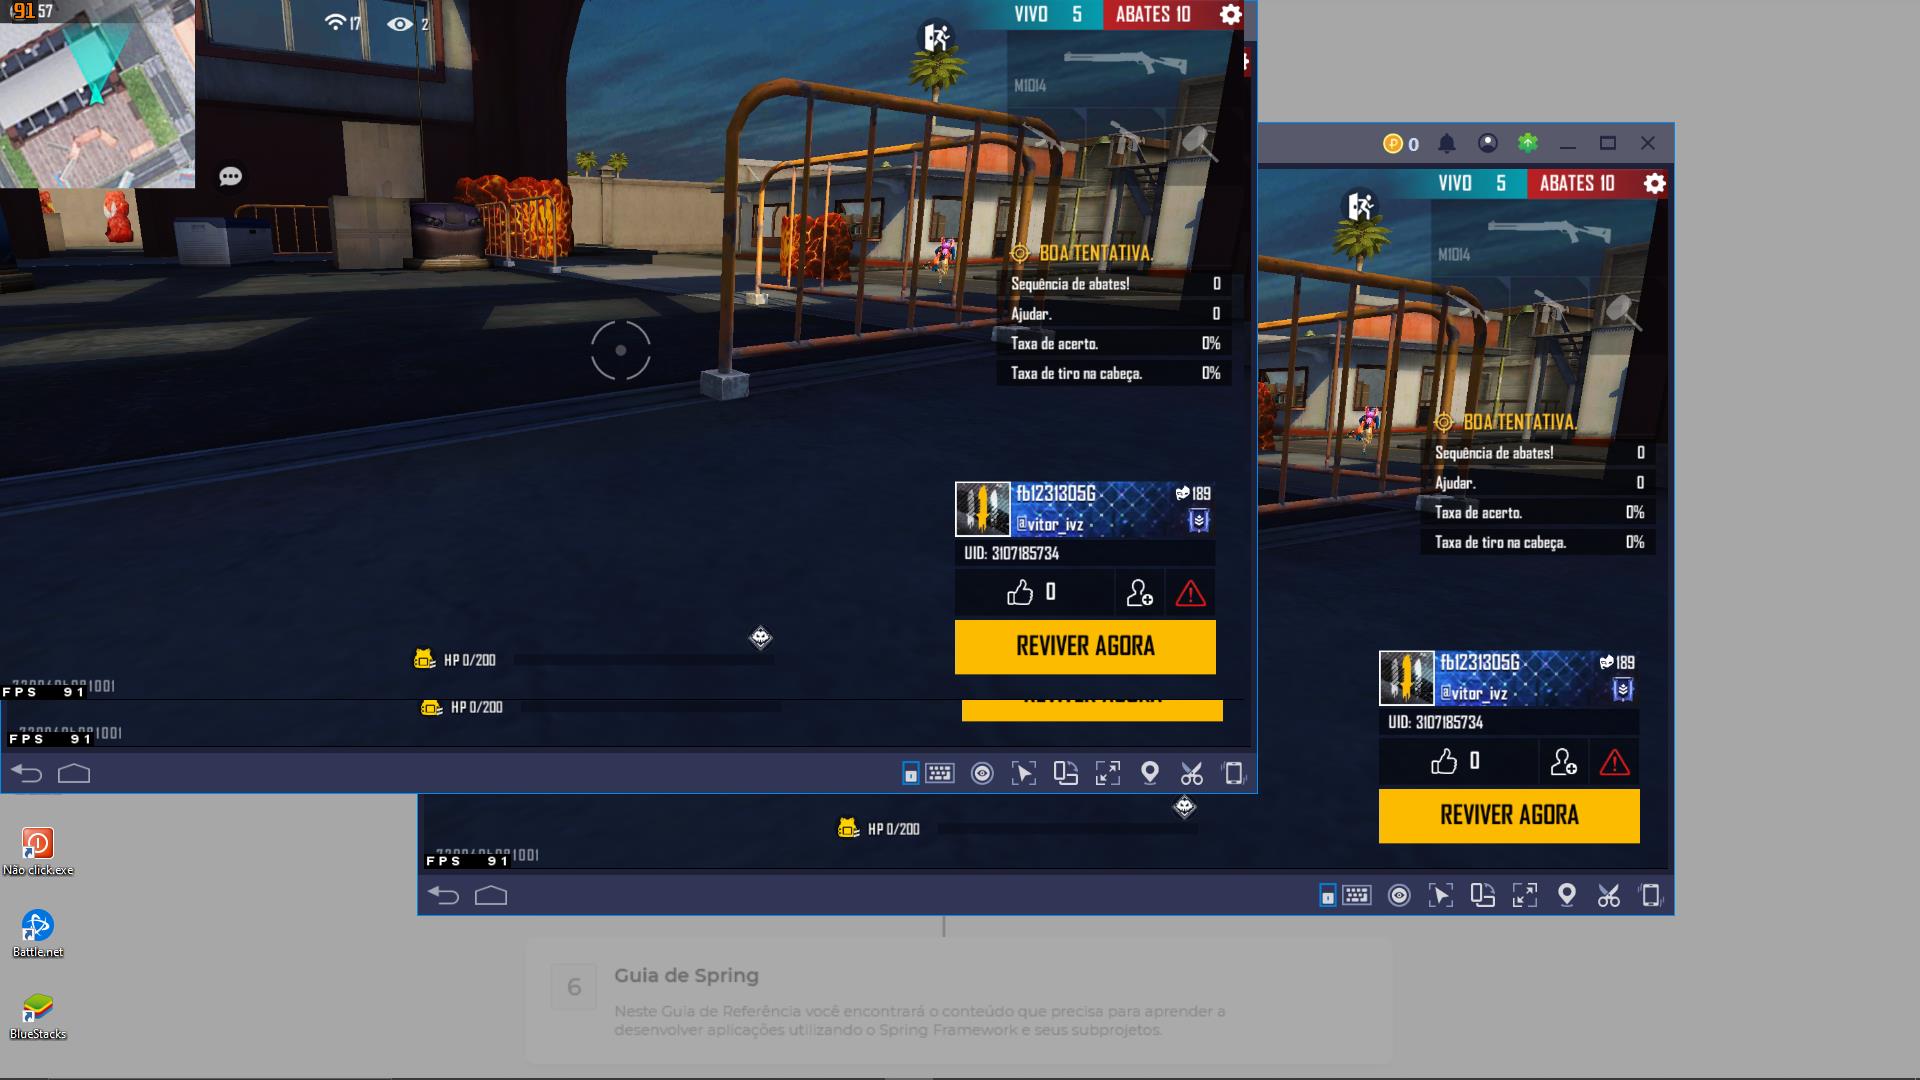 91 57
17
2
VIVO 5 ABATES 10
M1014
BOA TENTATIVA.
Sequência de abates! 0
Ajudar. 0
Taxa de acerto. 0%
Taxa de tiro na cabeça. 0%
fb1231305G 189
@vitor_ivz
UID: 3107185734
0
REVIVER AGORA
HP 0/200
FPS 91
HP 0/200
FPS 91
0
VIVO 5 ABATES 10
M1014
BOA TENTATIVA.
Sequência de abates! 0
Ajudar. 0
Taxa de acerto. 0%
Taxa de tiro na cabeça. 0%
fb1231305G 189
@vitor_ivz
UID: 3107185734
0
REVIVER AGORA
HP 0/200
FPS 91
Não click.exe
Battle.net
BlueStacks
6
Guia de Spring
Neste Guia de Referência você encontrará o conteúdo que precisa para aprender a
desenvolver aplicações utilizando o Spring Framework e seus subprojetos.